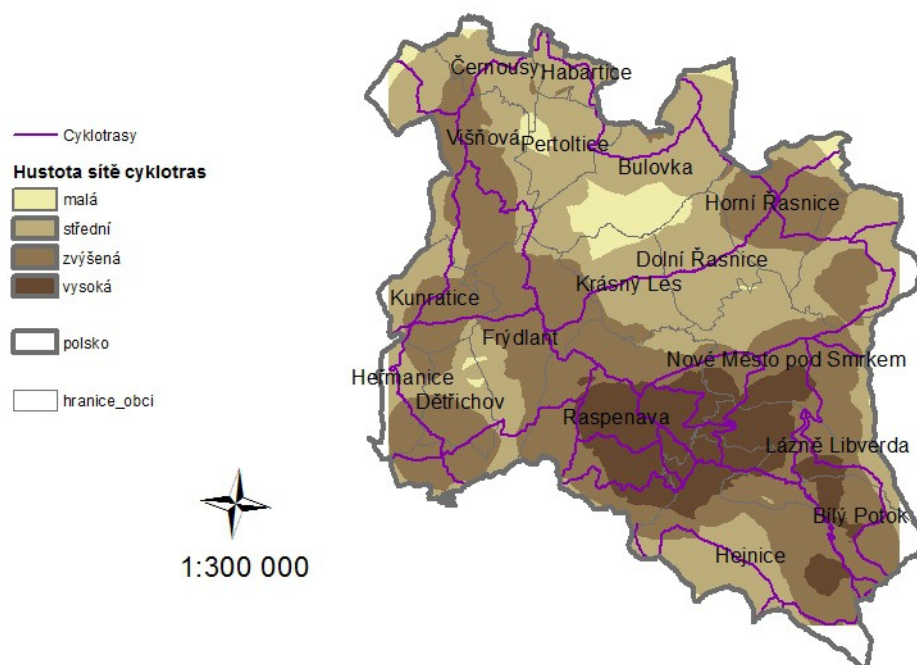 Cyklotrasy
Hustota sítě cyklotras
malá
střední
zvýšená
vysoká
polsko
hranice_obci
1:300 000
Černousy
Habartice
Višňová
Pertoltice
Bulovka
Horní Řasnice
Dolní Řasnice
Krásný Les
Kunratice
Frýdlant
Nové Město pod Smrkem
Heřmanice
Dětřichov
Raspenava
Lázně Libverda
Bílý Potok
Hejnice